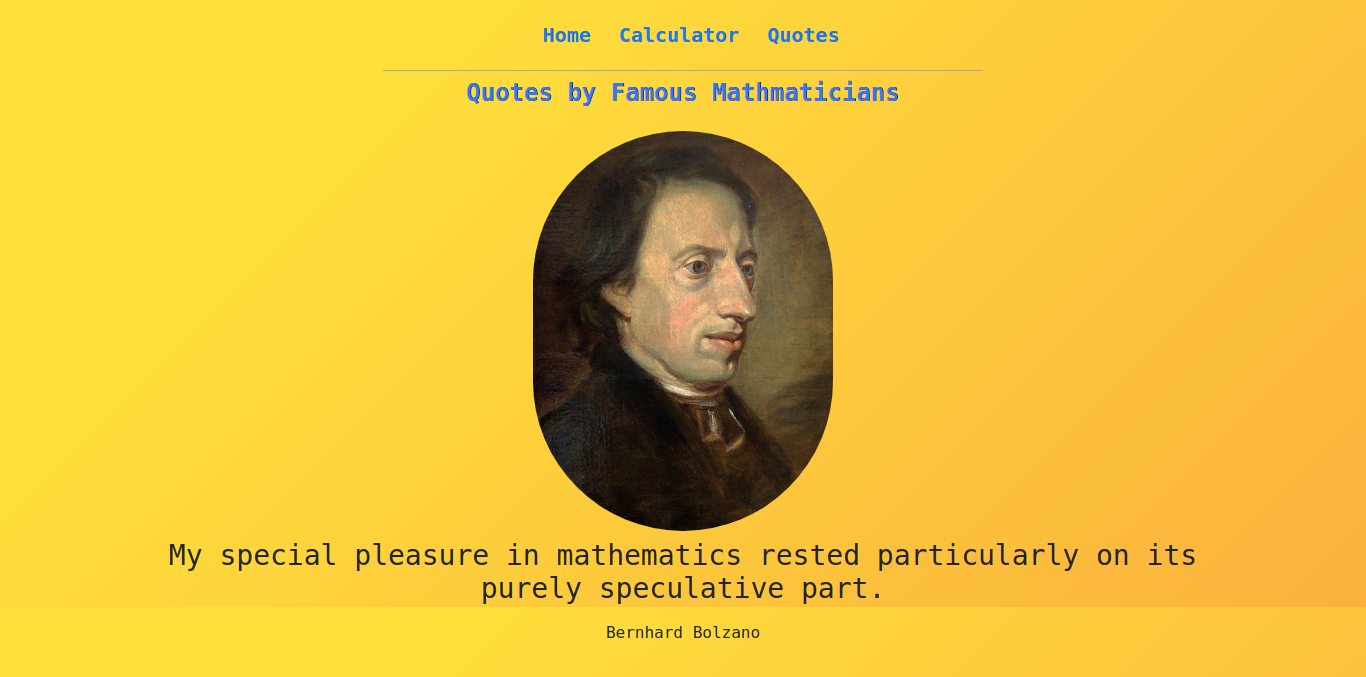 Home Calculator Quotes
Quotes by Famous Mathmaticians
My special pleasure in mathematics rested particularly on its
purely speculative part.
Bernhard Bolzano